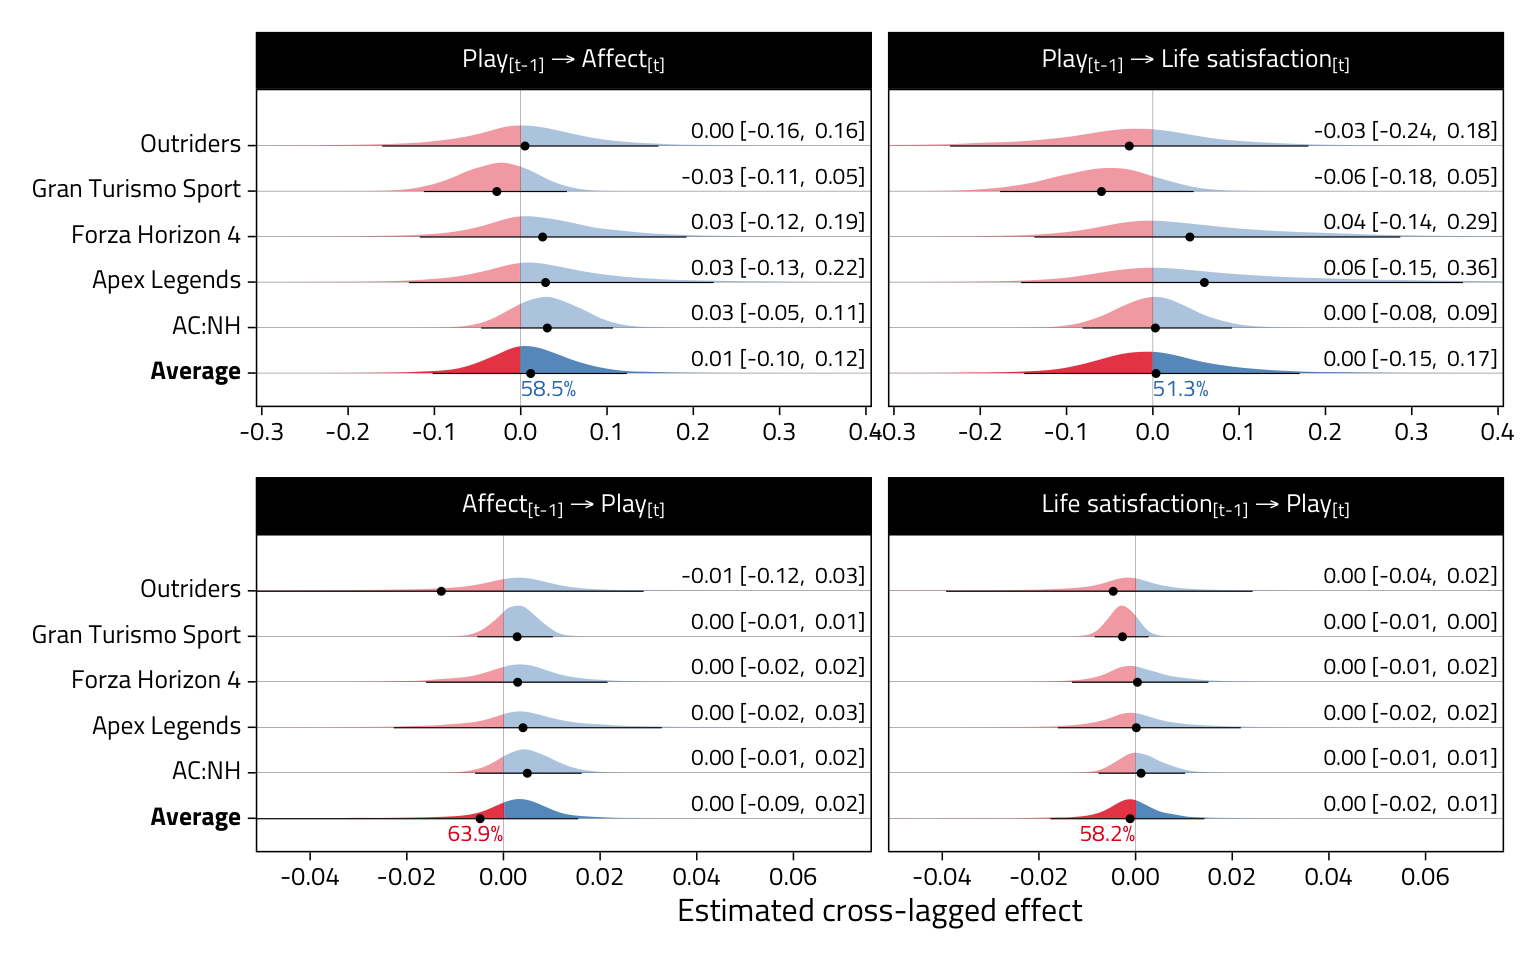 Play[t-1] → Affect[t]
Play[t-1] → Life satisfaction[t]
Outriders 0.00 [-0.16, 0.16] -0.03 [-0.24, 0.18]
Gran Turismo Sport -0.03 [-0.11, 0.05] -0.06 [-0.18, 0.05]
Forza Horizon 4 0.03 [-0.12, 0.19] 0.04 [-0.14, 0.29]
Apex Legends 0.03 [-0.13, 0.22] 0.06 [-0.15, 0.36]
AC:NH 0.03 [-0.05, 0.11] 0.00 [-0.08, 0.09]
Average 0.01 [-0.10, 0.12] 0.00 [-0.15, 0.17]
58.5% 51.3%
-0.3 -0.2 -0.1 0.0 0.1 0.2 0.3 0.4 -0.3 -0.2 -0.1 0.0 0.1 0.2 0.3 0.4
Affect[t-1] → Play[t]
Life satisfaction[t-1] → Play[t]
Outriders -0.01 [-0.12, 0.03] 0.00 [-0.04, 0.02]
Gran Turismo Sport 0.00 [-0.01, 0.01] 0.00 [-0.01, 0.00]
Forza Horizon 4 0.00 [-0.02, 0.02] 0.00 [-0.01, 0.02]
Apex Legends 0.00 [-0.02, 0.03] 0.00 [-0.02, 0.02]
AC:NH 0.00 [-0.01, 0.02] 0.00 [-0.01, 0.01]
Average 0.00 [-0.09, 0.02] 0.00 [-0.02, 0.01]
63.9% 58.2%
-0.04 -0.02 0.00 0.02 0.04 0.06 -0.04 -0.02 0.00 0.02 0.04 0.06
Estimated cross-lagged effect